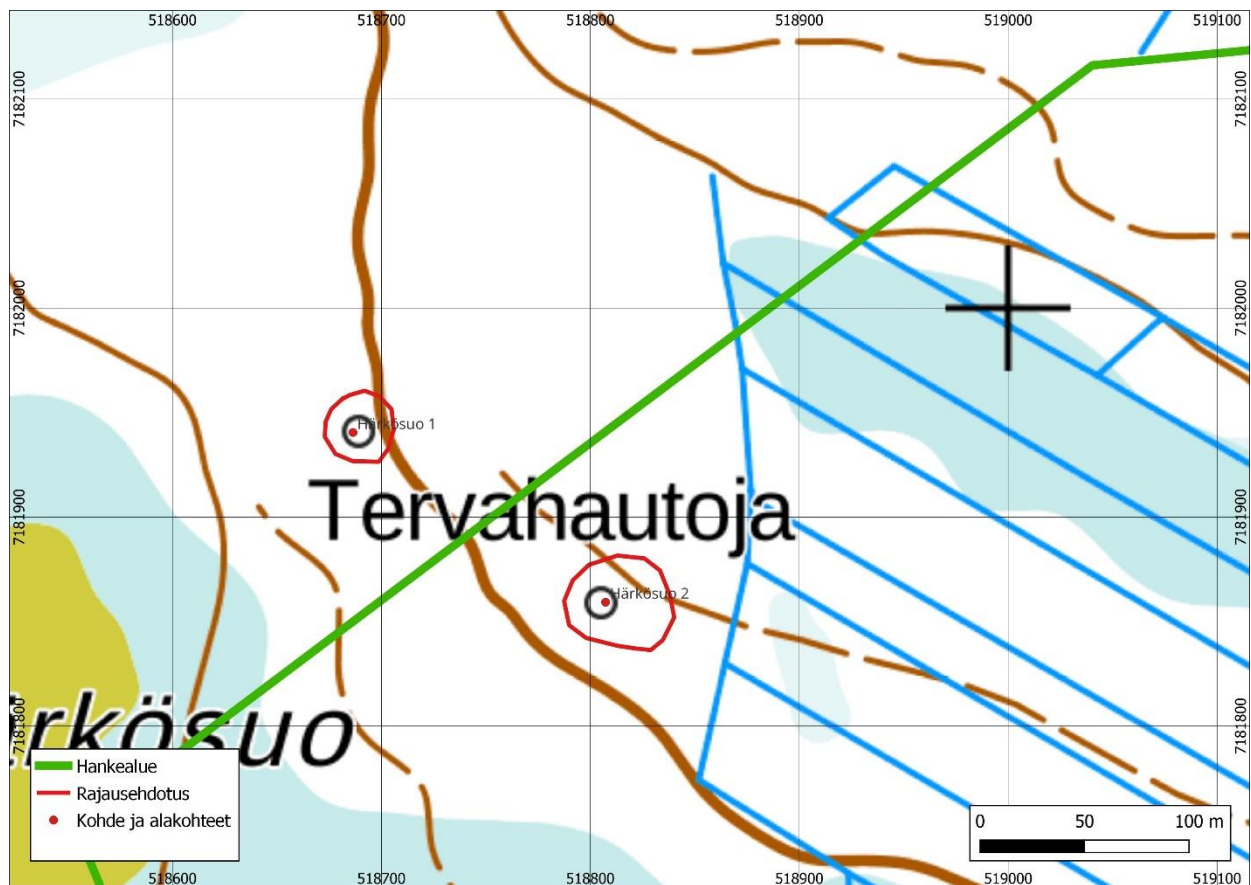 518600 518700 518800 518900 519000 519100
7182100 7182100
7182000 7182000
Härkösuo 1
Tervahautoja
7181900 7181900
Härkösuo 2
7181800 7181800
rkösuo
Hankealue
Rajausehdotus
Kohde ja alakohteet
0 50 100 m
518600 518700 518800 518900 519000 519100